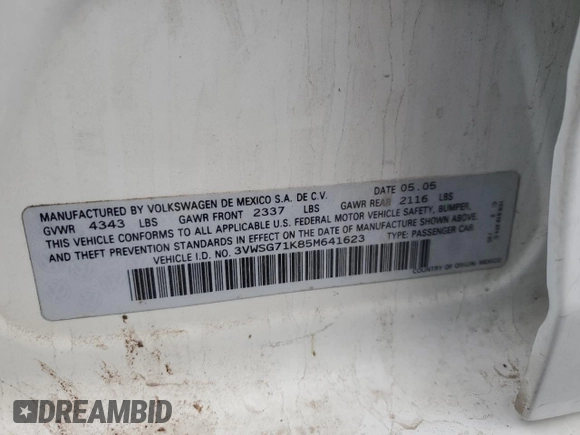 MANUFACTURED BY VOLKSWAGEN DE MEXICO S.A. DE C.V. DATE 05.05
GVWR 4343 LBS GAWR FRONT 2337 LBS GAWR REAR 2116 LBS
THIS VEHICLE CONFORMS TO ALL APPLICABLE U.S. FEDERAL MOTOR VEHICLE SAFETY, BUMPER,
AND THEFT PREVENTION STANDARDS IN EFFECT ON THE DATE OF MANUFACTURE SHOWN ABOVE.
VEHICLE I.D. NO. 3VWSG71K85M641623 TYPE: PASSENGER CAR
COUNTRY OF ORIGIN: MEXICO
DREAMBID